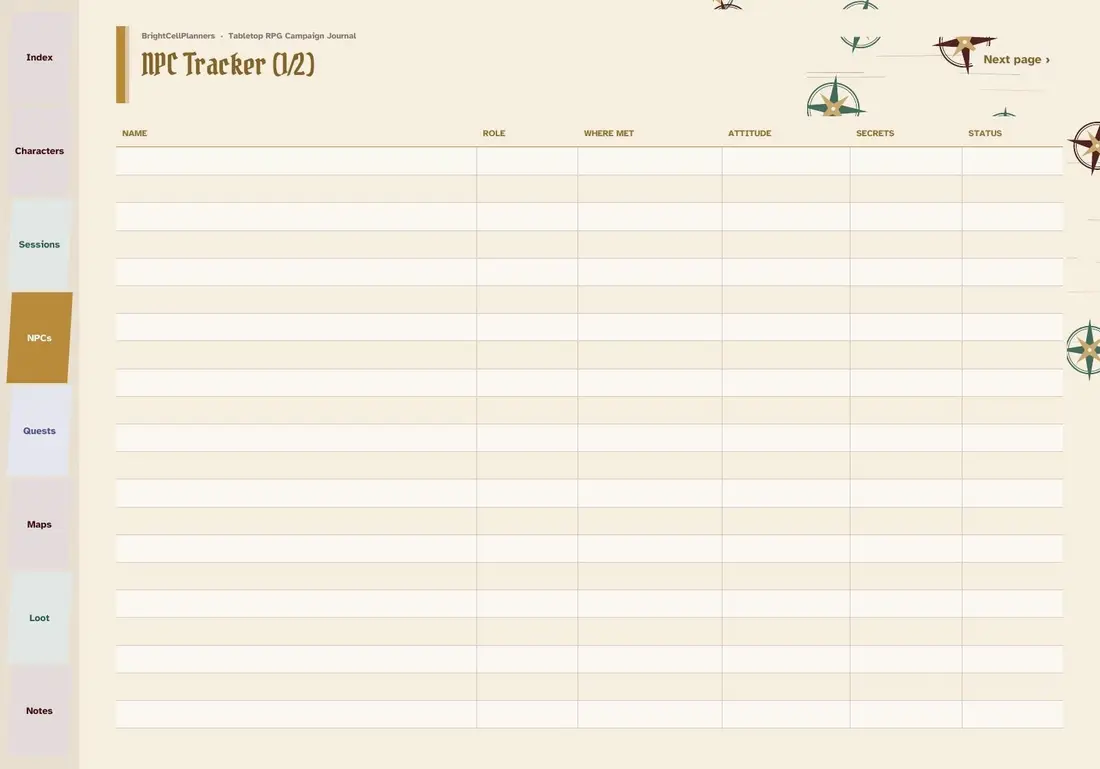 Index
Characters
Sessions
NPCs
Quests
Maps
Loot
Notes
BrightCellPlanners · Tabletop RPG Campaign Journal
NPC Tracker (1/2)
Next page ›
NAME ROLE WHERE MET ATTITUDE SECRETS STATUS